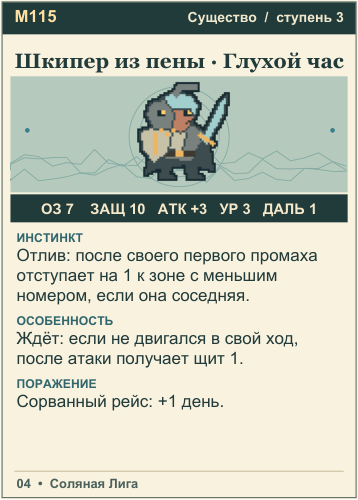 М115
Существо / ступень 3
Шкипер из пены · Глухой час
ОЗ 7 ЗАЩ 10 АТК +3 УР 3 ДАЛЬ 1
ИНСТИНКТ
Отлив: после своего первого промаха
отступает на 1 к зоне с меньшим
номером, если она соседняя.
ОСОБЕННОСТЬ
Ждёт: если не двигался в свой ход,
после атаки получает щит 1.
ПОРАЖЕНИЕ
Сорванный рейс: +1 день.
04 • Соляная Лига